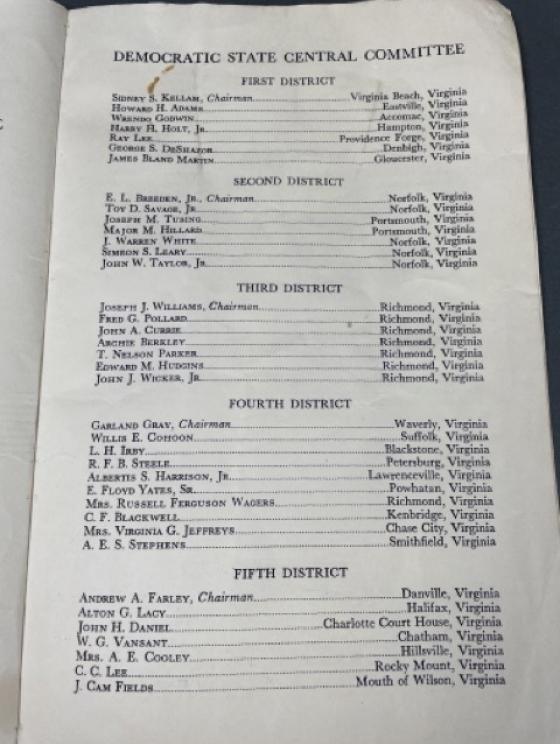 DEMOCRATIC STATE CENTRAL COMMITTEE
FIRST DISTRICT
SIDNEY S. KELLAM, Chairman Virginia Beach, Virginia
HOWARD H. ADAMS Eastville, Virginia
WRENDO GODWIN Accomac, Virginia
HARRY H. HOLT, JR. Hampton, Virginia
RAY LEE Providence Forge, Virginia
GEORGE S. DESHAZOR Denbigh, Virginia
JAMES BLAND MARTIN Gloucester, Virginia
SECOND DISTRICT
E. L. BREEDEN, JR., Chairman Norfolk, Virginia
TOY D. SAVAGE, JR. Norfolk, Virginia
JOSEPH M. TUSING Portsmouth, Virginia
MAJOR M. HILLARD Portsmouth, Virginia
J. WARREN WHITE Norfolk, Virginia
SIMEON S. LEARY Norfolk, Virginia
JOHN W. TAYLOR, JR. Norfolk, Virginia
THIRD DISTRICT
JOSEPH J. WILLIAMS, Chairman Richmond, Virginia
FRED G. POLLARD Richmond, Virginia
JOHN A. CURRIE Richmond, Virginia
ARCHIE BERKLEY Richmond, Virginia
T. NELSON PARKER Richmond, Virginia
EDWARD M. HUDGINS Richmond, Virginia
JOHN J. WICKER, JR. Richmond, Virginia
FOURTH DISTRICT
GARLAND GRAY, Chairman Waverly, Virginia
WILLIS E. COHOON Suffolk, Virginia
L. H. IRBY Blackstone, Virginia
R. F. B. STEELE Petersburg, Virginia
ALBERTIS S. HARRISON, JR. Lawrenceville, Virginia
E. FLOYD YATES, SR. Powhatan, Virginia
MRS. RUSSELL FERGUSON WAGERS Richmond, Virginia
C. F. BLACKWELL Kenbridge, Virginia
MRS. VIRGINIA G. JEFFREYS Chase City, Virginia
A. E. S. STEPHENS Smithfield, Virginia
FIFTH DISTRICT
ANDREW A. FARLEY, Chairman Danville, Virginia
ALTON G. LACY Halifax, Virginia
JOHN H. DANIEL Charlotte Court House, Virginia
W. G. VANSANT Chatham, Virginia
MRS. A. E. COOLEY Hillsville, Virginia
C. C. LEE Rocky Mount, Virginia
J. CAM FIELDS Mouth of Wilson, Virginia